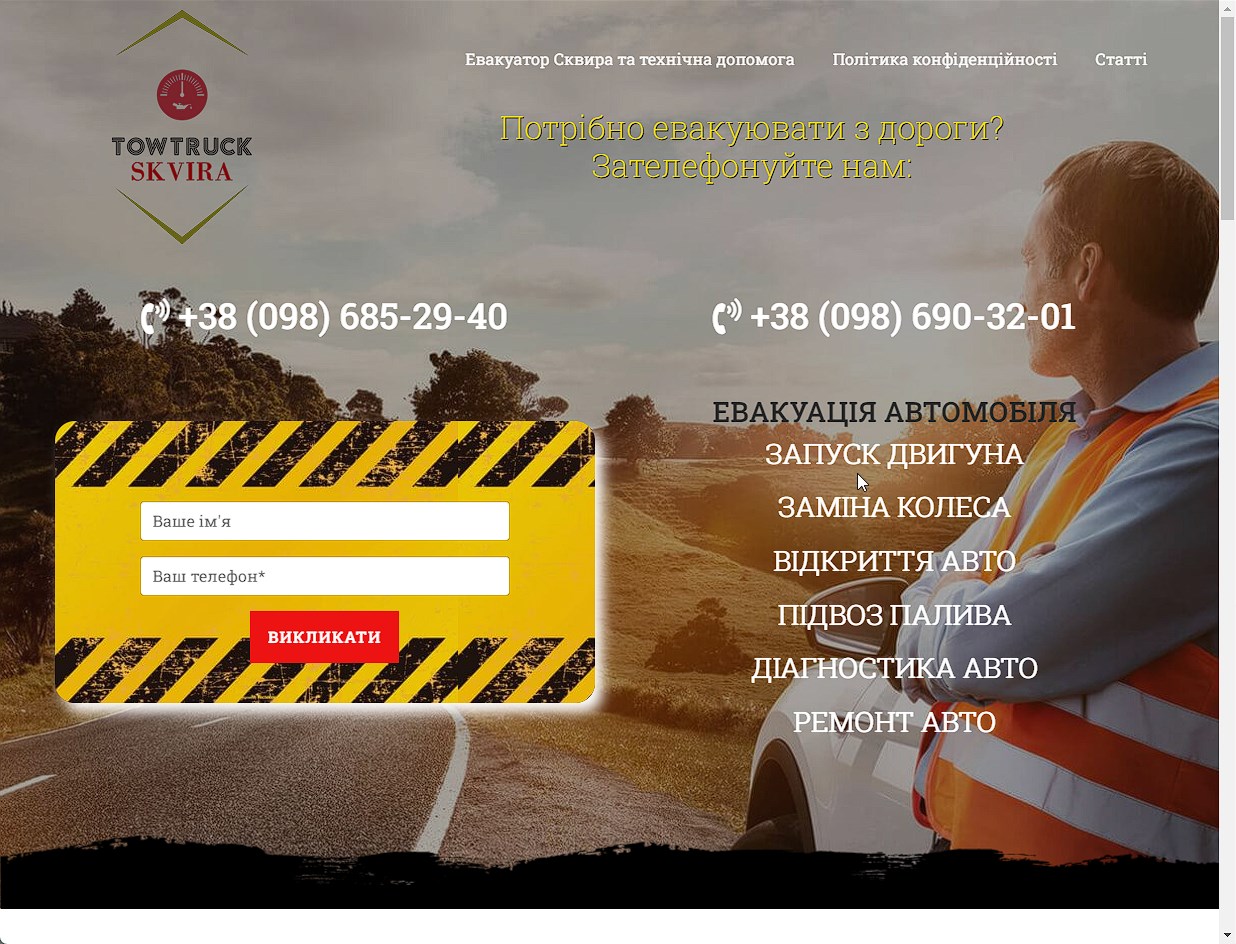 Евакуатор Сквира та технічна допомога Політика конфіденційності Статті
TOWTRUCK
SKVIRA
Потрібно евакуювати з дороги?
Зателефонуйте нам:
+38 (098) 685-29-40
+38 (098) 690-32-01
Ваше ім'я
Ваш телефон*
ВИКЛИКАТИ
ЕВАКУАЦІЯ АВТОМОБІЛЯ
ЗАПУСК ДВИГУНА
ЗАМІНА КОЛЕСА
ВІДКРИТТЯ АВТО
ПІДВОЗ ПАЛИВА
ДІАГНОСТИКА АВТО
РЕМОНТ АВТО